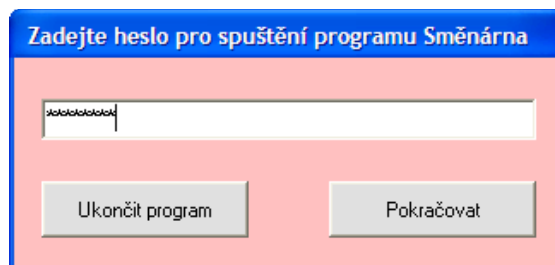 Zadejte heslo pro spuštění programu Směnárna
*********
Ukončit program
Pokračovat